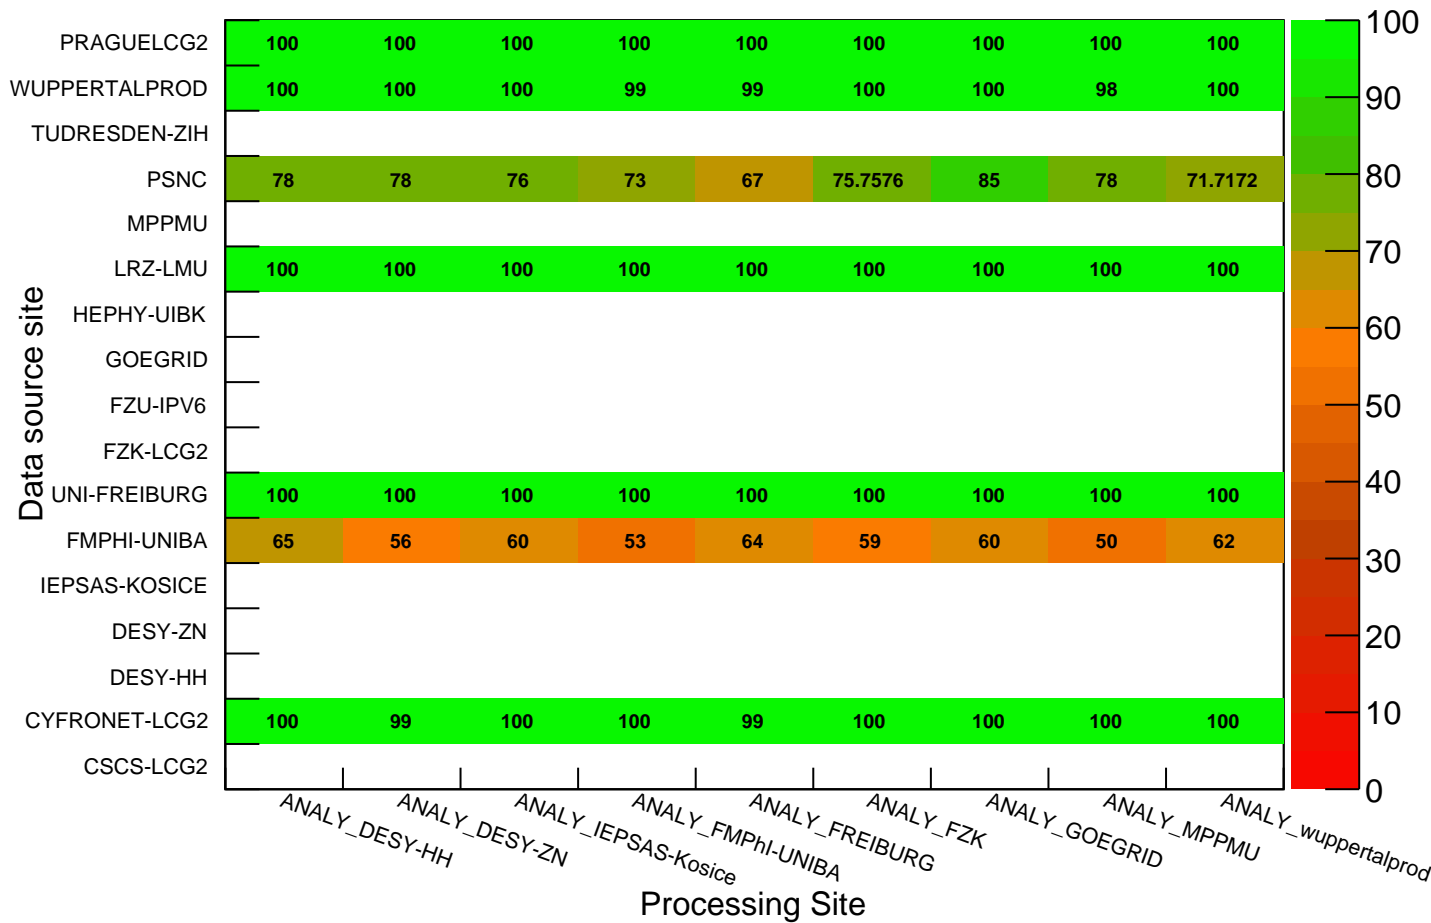 PRAGUELCG2 100 100 100 100 100 100 100 100 100
WUPPERTALPROD 100 100 100 99 99 100 100 98 100
TUDRESDEN-ZIH
PSNC 78 78 76 73 67 75.7576 85 78 71.7172
MPPMU
LRZ-LMU 100 100 100 100 100 100 100 100 100
HEPHY-UIBK
GOEGRID
FZU-IPV6
FZK-LCG2
UNI-FREIBURG 100 100 100 100 100 100 100 100 100
FMPHI-UNIBA 65 56 60 53 64 59 60 50 62
IEPSAS-KOSICE
DESY-ZN
DESY-HH
CYFRONET-LCG2 100 99 100 100 99 100 100 100 100
CSCS-LCG2
Data source site
ANALY_DESY-HH
ANALY_DESY-ZN
ANALY_IEPSAS-Kosice
ANALY_FMPhI-UNIBA
ANALY_FREIBURG
ANALY_FZK
ANALY_GOEGRID
ANALY_MPPMU
ANALY_wuppertalprod
Processing Site
100
90
80
70
60
50
40
30
20
10
0